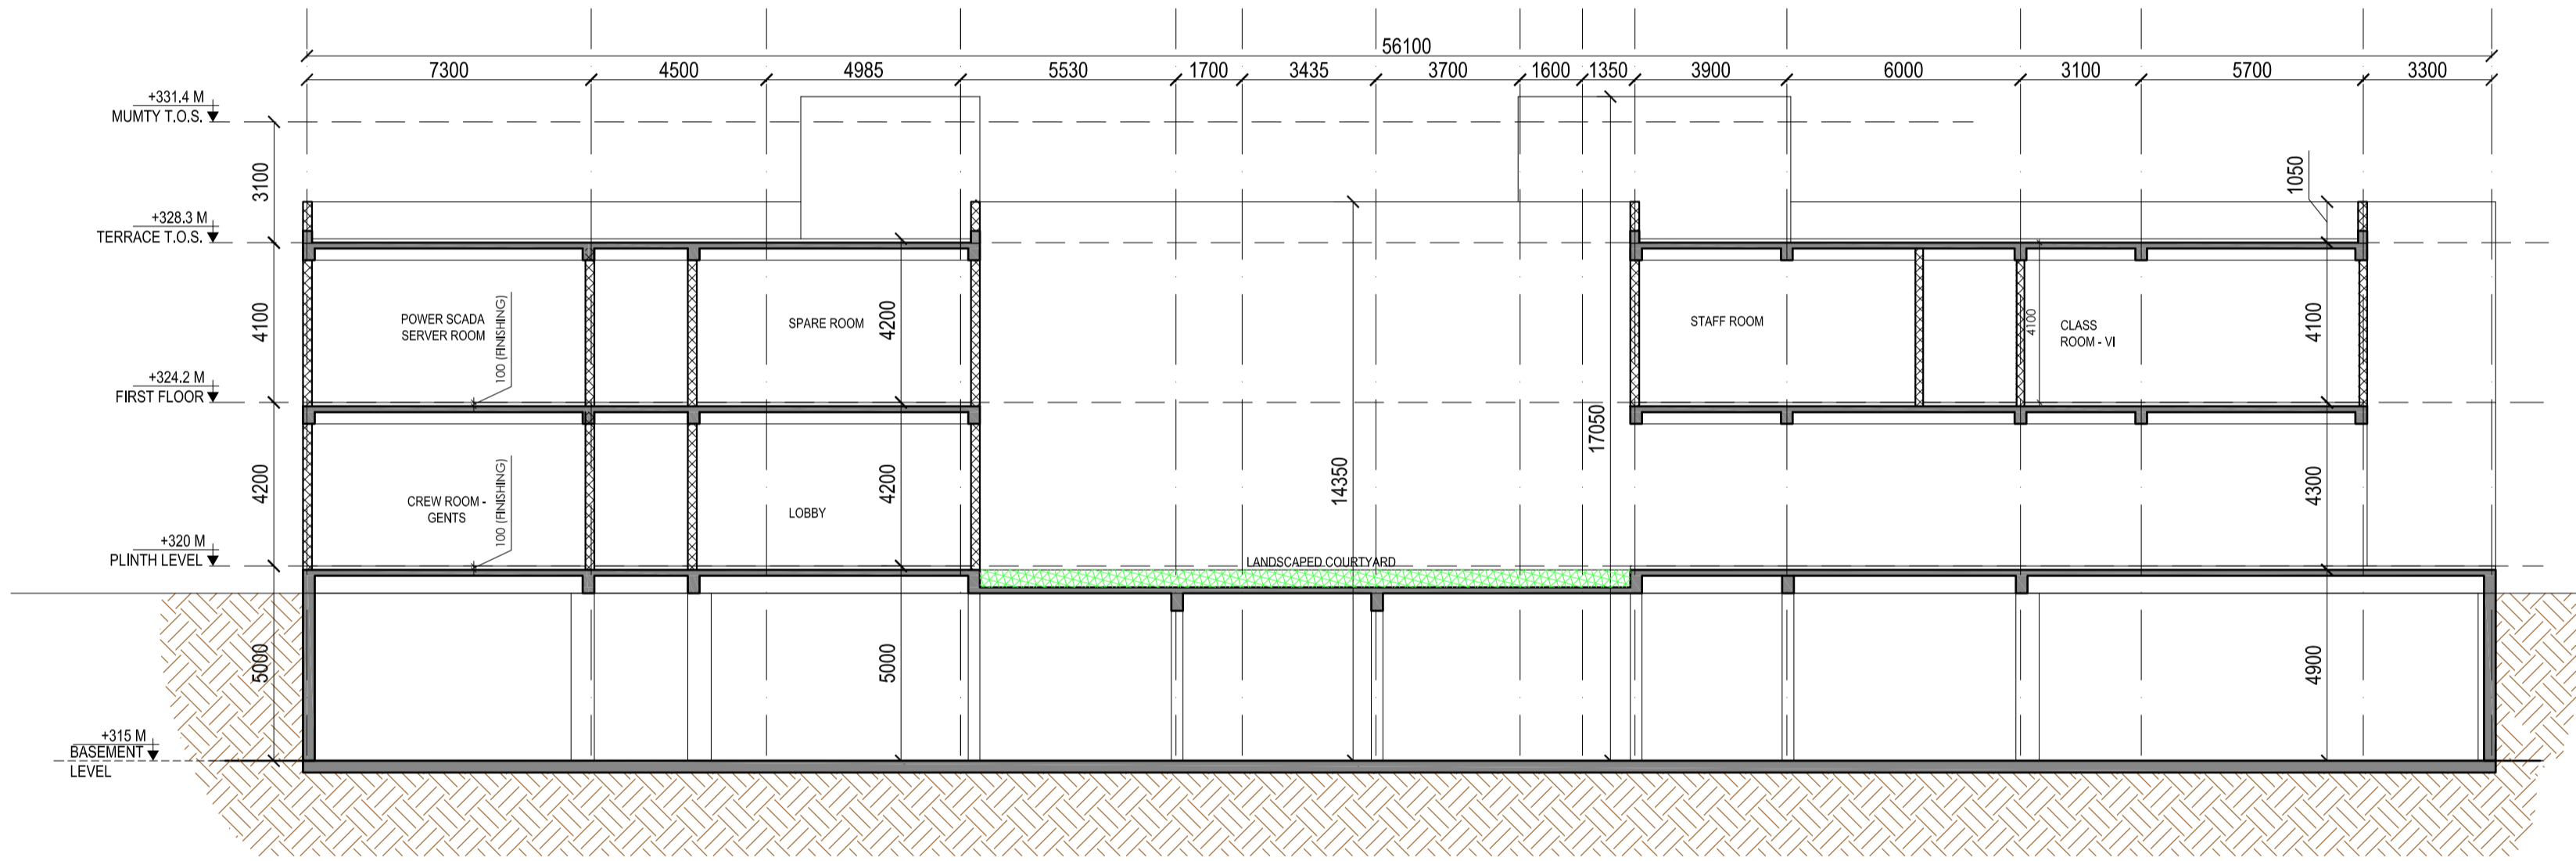 56100
7300 4500 4985 5530 1700 3435 3700 1600 1350 3900 6000 3100 5700 3300
+331.4 M
MUMTY T.O.S.
3100
1050
+328.3 M
TERRACE T.O.S.
4100
POWER SCADA
SERVER ROOM
100 (FINISHING)
SPARE ROOM
4200
STAFF ROOM
4100
CLASS
ROOM - VI
4100
+324.2 M
FIRST FLOOR
17050
4200
CREW ROOM -
GENTS
100 (FINISHING)
4200
LOBBY
14350
4300
+320 M
PLINTH LEVEL
LANDSCAPED COURTYARD
5000
5000
4900
+315 M
BASEMENT
LEVEL